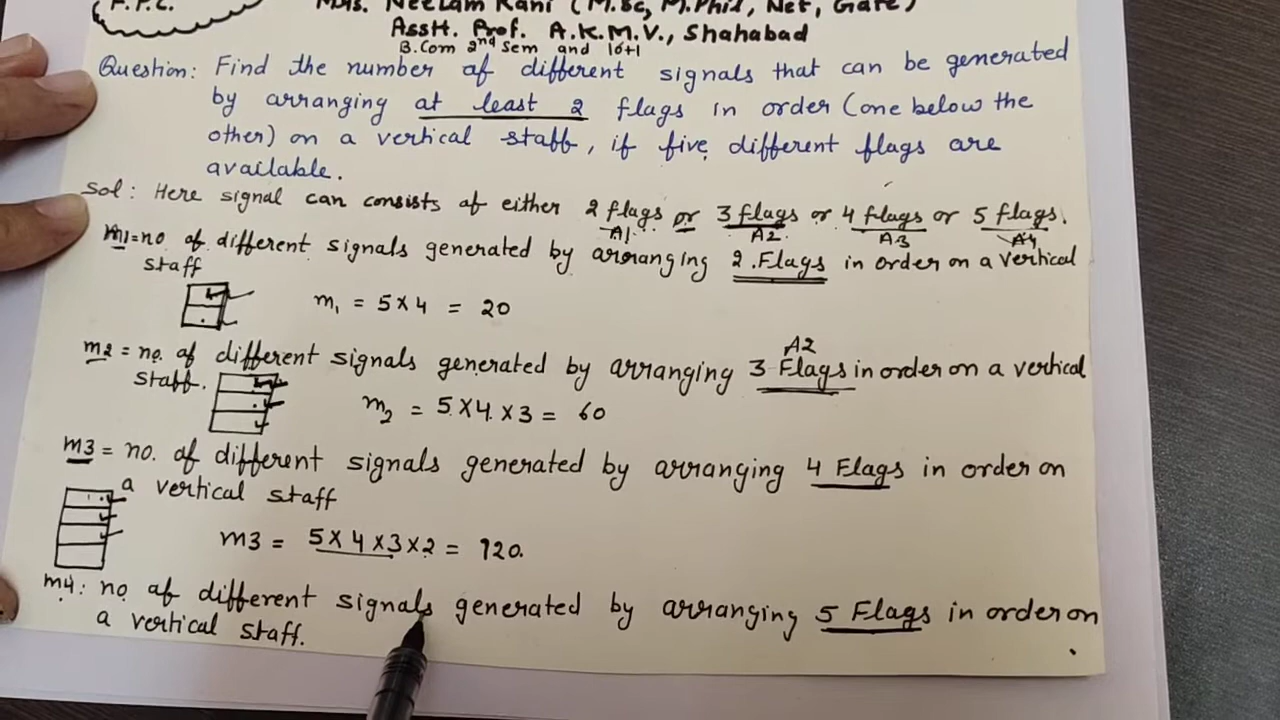 F.P.C.
Mrs. Neelam Rani (M.Sc, M.Phil, Net, Gate)
Asstt. Prof. A.K.M.V., Shahabad
B.Com 2nd Sem and 10+1
Question: Find the number of different signals that can be generated
by arranging at least 2 flags in order (one below the
other) on a vertical staff, if five different flags are
available.
Sol: Here signal can consists of either 2 flags or 3 flags or 4 flags or 5 flags.
A1 A2 A3 A4
m1=no of different signals generated by arranging 2 Flags in order on a vertical
staff
m1 = 5×4 = 20
A2
m2 = no. of different signals generated by arranging 3 Flags in order on a vertical
staff.
m2 = 5×4×3 = 60
m3 = no. of different signals generated by arranging 4 Flags in order on
a vertical staff
m3 = 5×4×3×2 = 120.
m4: no of different signals generated by arranging 5 Flags in order on
a vertical staff.